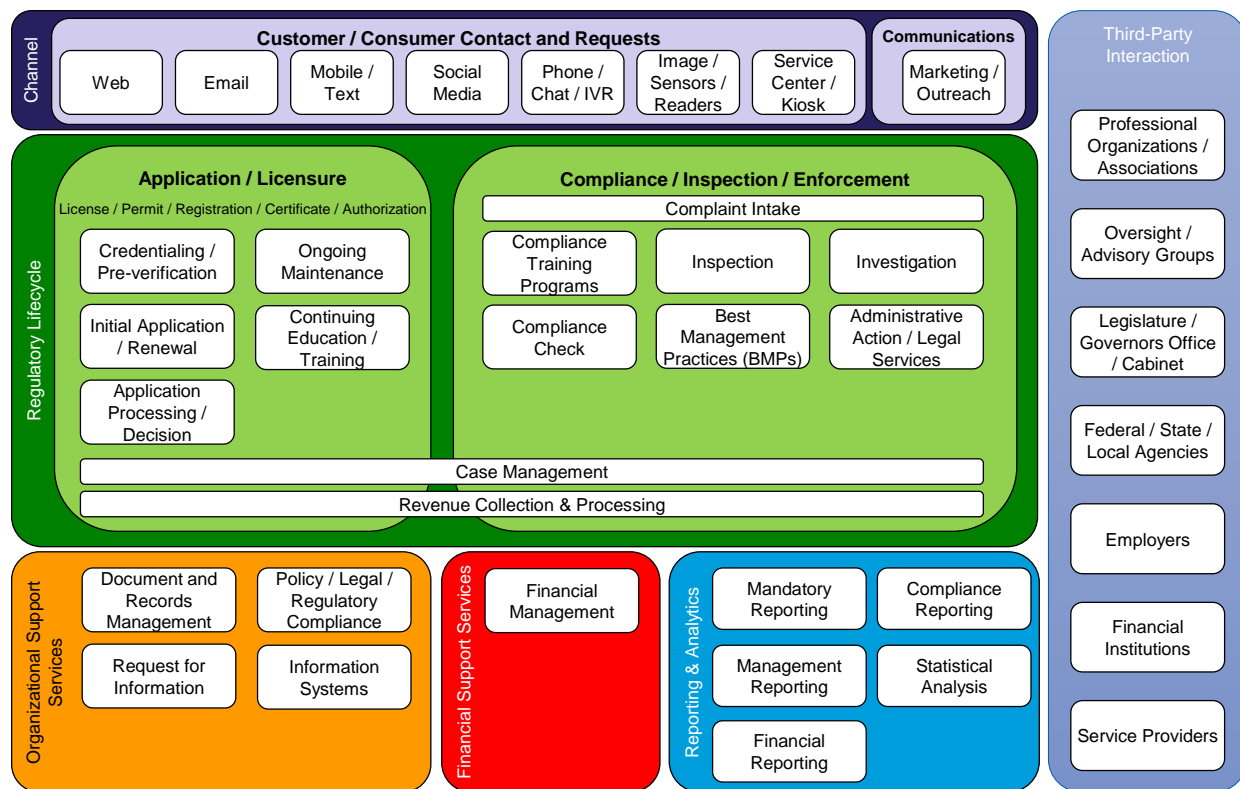 Channel
Customer / Consumer Contact and Requests
Web
Email
Mobile /
Text
Social
Media
Phone /
Chat / IVR
Image /
Sensors /
Readers
Service
Center /
Kiosk
Communications
Marketing /
Outreach
Regulatory Lifecycle
Application / Licensure
License / Permit / Registration / Certificate / Authorization
Credentialing /
Pre-verification
Ongoing
Maintenance
Initial Application
/ Renewal
Continuing
Education /
Training
Application
Processing /
Decision
Compliance / Inspection / Enforcement
Complaint Intake
Compliance
Training
Programs
Inspection
Investigation
Compliance
Check
Best
Management
Practices (BMPs)
Administrative
Action / Legal
Services
Case Management
Revenue Collection & Processing
Organizational Support
Services
Document and
Records
Management
Policy / Legal /
Regulatory
Compliance
Request for
Information
Information
Systems
Financial Support Services
Financial
Management
Reporting & Analytics
Mandatory
Reporting
Compliance
Reporting
Management
Reporting
Statistical
Analysis
Financial
Reporting
Third-Party
Interaction
Professional
Organizations /
Associations
Oversight /
Advisory Groups
Legislature /
Governors Office
/ Cabinet
Federal / State /
Local Agencies
Employers
Financial
Institutions
Service Providers